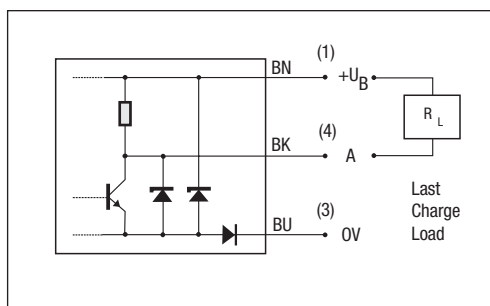 BN (1) +UB
RL
BK (4) A
BU (3) 0V
Last
Charge
Load